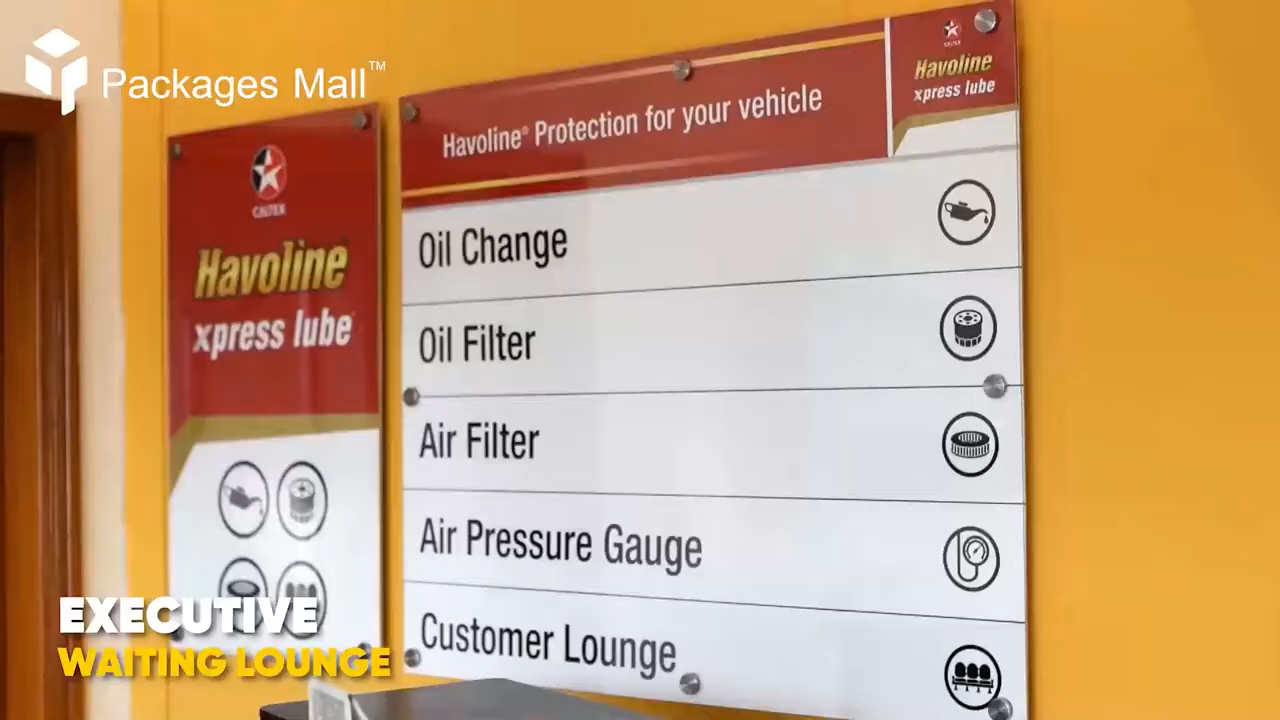 Packages Mall™
CALTEX
Havoline
xpress lube
Havoline® Protection for your vehicle
CALTEX
Havoline
xpress lube
Oil Change
Oil Filter
Air Filter
Air Pressure Gauge
Customer Lounge
EXECUTIVE
WAITING LOUNGE